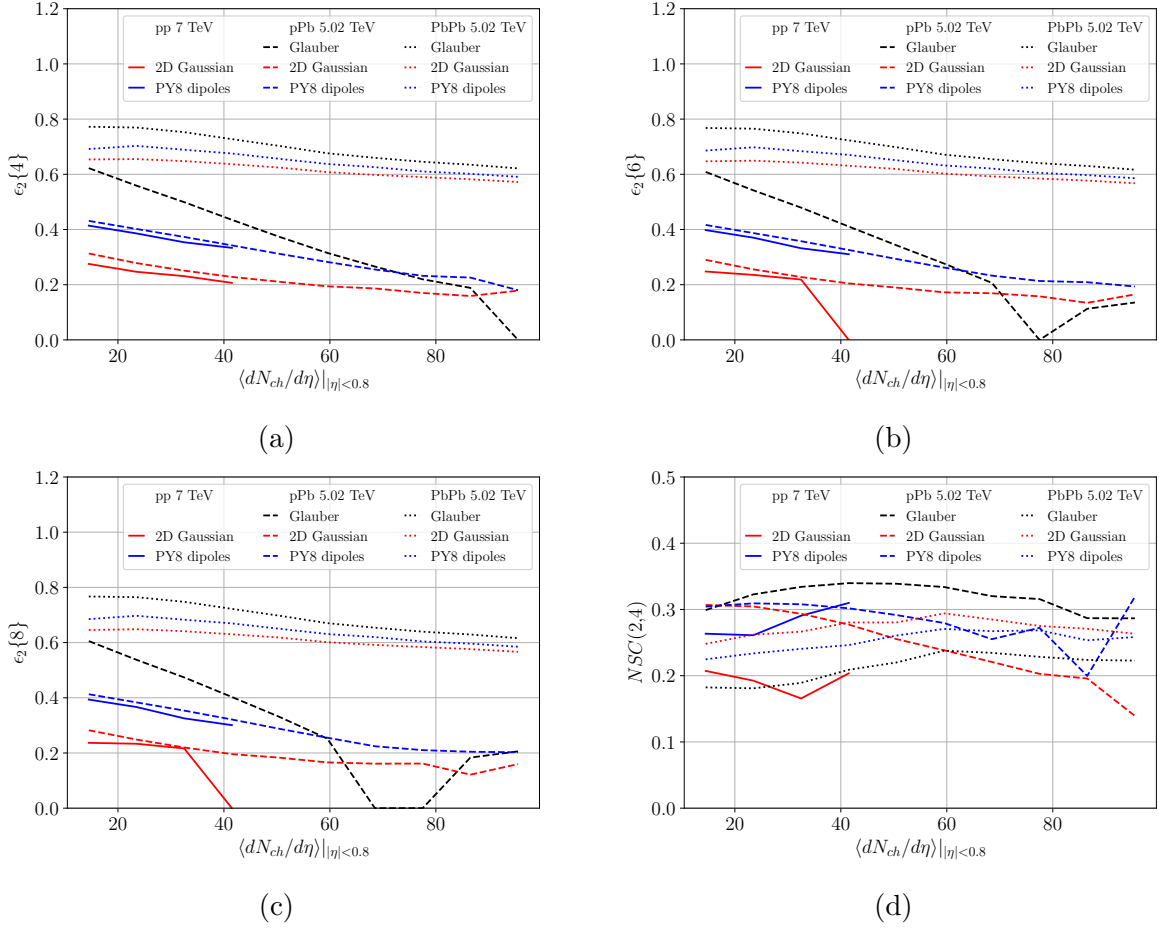 pp 7 TeV pPb 5.02 TeV PbPb 5.02 TeV
Glauber Glauber
2D Gaussian 2D Gaussian 2D Gaussian
PY8 dipoles PY8 dipoles PY8 dipoles
1.2
1.0
0.8
0.6
0.4
0.2
0.0
ϵ₂{4}
20 40 60 80
⟨dN_{ch}/dη⟩|_{|η|<0.8}
(a)
pp 7 TeV pPb 5.02 TeV PbPb 5.02 TeV
Glauber Glauber
2D Gaussian 2D Gaussian 2D Gaussian
PY8 dipoles PY8 dipoles PY8 dipoles
1.2
1.0
0.8
0.6
0.4
0.2
0.0
ϵ₂{6}
20 40 60 80
⟨dN_{ch}/dη⟩|_{|η|<0.8}
(b)
pp 7 TeV pPb 5.02 TeV PbPb 5.02 TeV
Glauber Glauber
2D Gaussian 2D Gaussian 2D Gaussian
PY8 dipoles PY8 dipoles PY8 dipoles
1.2
1.0
0.8
0.6
0.4
0.2
0.0
ϵ₂{8}
20 40 60 80
⟨dN_{ch}/dη⟩|_{|η|<0.8}
(c)
pp 7 TeV pPb 5.02 TeV PbPb 5.02 TeV
Glauber Glauber
2D Gaussian 2D Gaussian 2D Gaussian
PY8 dipoles PY8 dipoles PY8 dipoles
0.5
0.4
0.3
0.2
0.1
0.0
NSC(2,4)
20 40 60 80
⟨dN_{ch}/dη⟩|_{|η|<0.8}
(d)